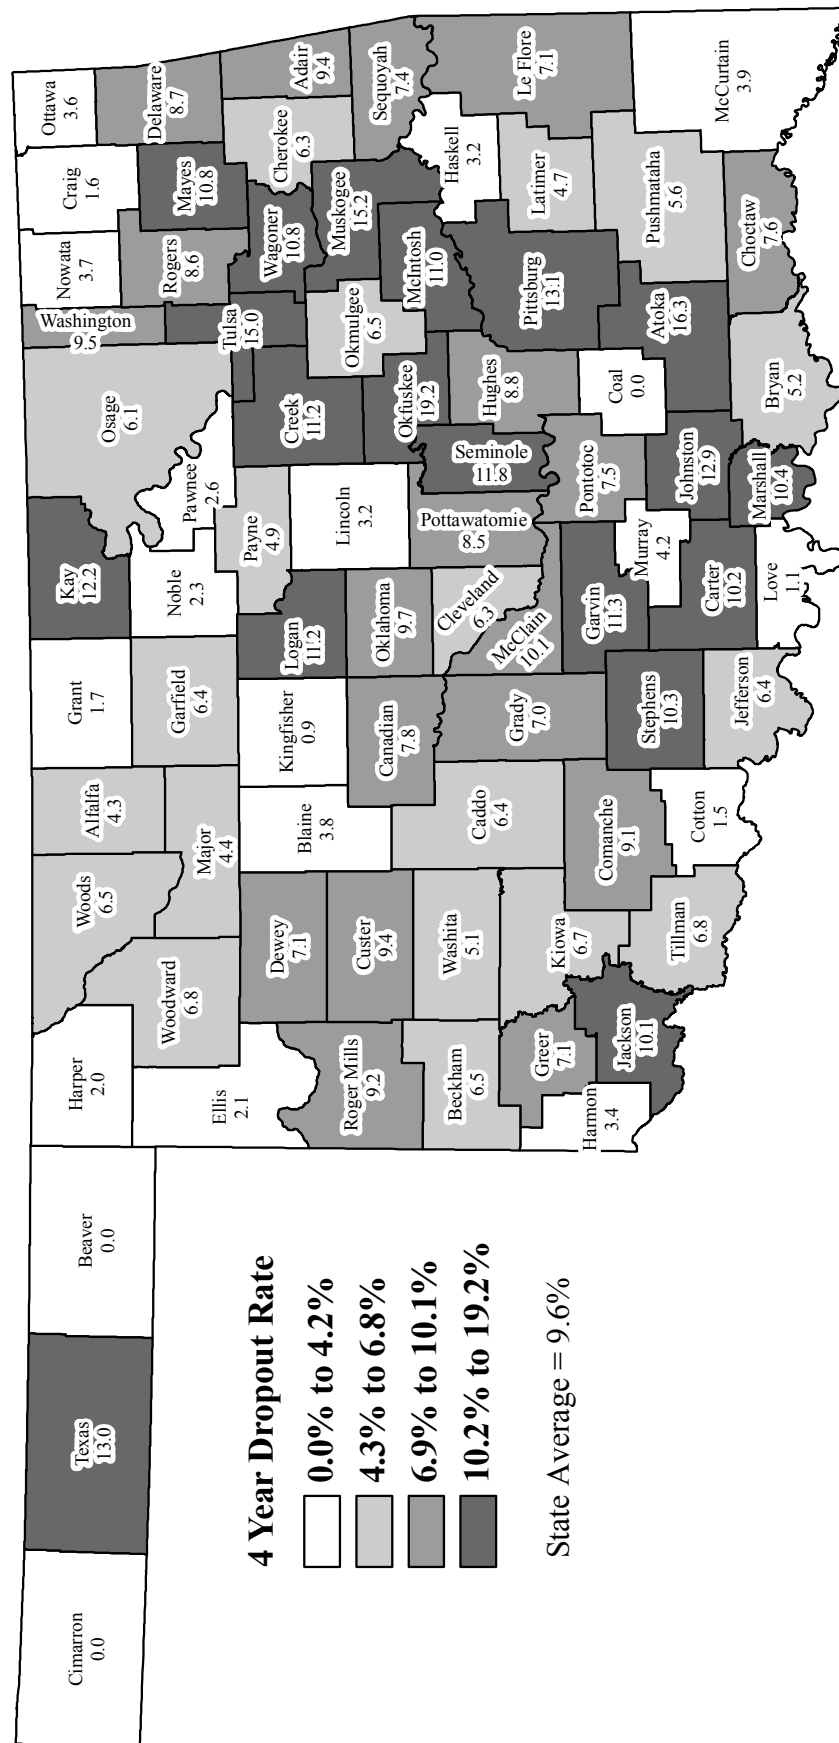 Cimarron
0.0
Texas
13.0
Beaver
0.0
Harper
2.0
Woods
6.5
Alfalfa
4.3
Grant
1.7
Kay
12.2
Osage
6.1
Washington
9.5
Nowata
3.7
Craig
1.6
Ottawa
3.6
Ellis
2.1
Woodward
6.8
Major
4.4
Garfield
6.4
Noble
2.3
Pawnee
2.6
Tulsa
15.0
Rogers
8.6
Mayes
10.8
Delaware
8.7
Roger Mills
9.2
Dewey
7.1
Custer
9.4
Blaine
3.8
Kingfisher
0.9
Logan
11.2
Payne
4.9
Creek
11.2
Wagoner
10.8
Cherokee
6.3
Adair
9.4
Canadian
7.8
Oklahoma
9.7
Lincoln
3.2
Okfuskee
19.2
Okmulgee
6.5
Muskogee
15.2
Sequoyah
7.4
Beckham
6.5
Washita
5.1
Caddo
6.4
Grady
7.0
McClain
10.1
Cleveland
6.3
Pottawatomie
8.5
Seminole
11.8
Hughes
8.8
McIntosh
11.0
Haskell
3.2
Le Flore
7.1
Greer
7.1
Kiowa
6.7
Comanche
9.1
Stephens
10.3
Garvin
11.3
Murray
4.2
Pontotoc
7.5
Coal
0.0
Pittsburg
13.1
Latimer
4.7
Harmon
3.4
Jackson
10.1
Tillman
6.8
Cotton
1.5
Jefferson
6.4
Carter
10.2
Love
1.1
Johnston
12.9
Marshall
10.4
Atoka
16.3
Bryan
5.2
Pushmataha
5.6
Choctaw
7.6
McCurtain
3.9
4 Year Dropout Rate
0.0% to 4.2%
4.3% to 6.8%
6.9% to 10.1%
10.2% to 19.2%
State Average = 9.6%